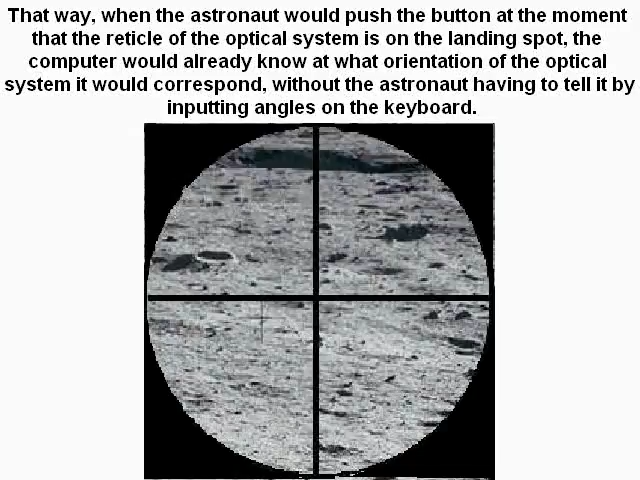 That way, when the astronaut would push the button at the moment
that the reticle of the optical system is on the landing spot, the
computer would already know at what orientation of the optical
system it would correspond, without the astronaut having to tell it by
inputting angles on the keyboard.